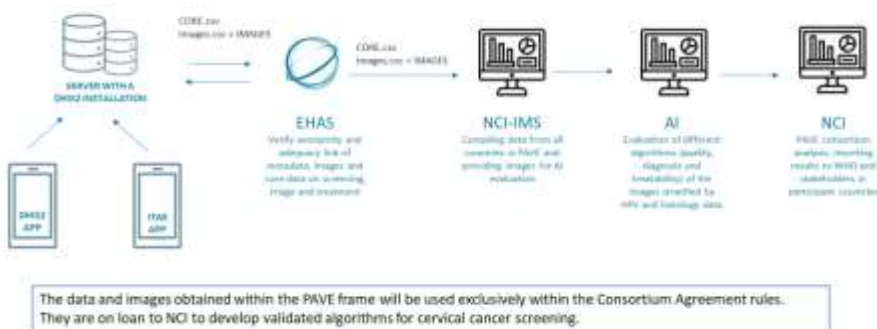 CORE.csv
Images.csv + IMAGES
CORE.csv
Images.csv + IMAGES
SERVER WITH A
DHIS2 INSTALLATION
EHAS
Verify availability and
adequacy link of
metadata, images and
core data on screening,
triage and treatment
NCI-IMS
Compiling data from all
countries in PAVE and
providing images for AI
evaluation
AI
Evaluation of different
algorithms (quality,
diagnosis and
treatability) of the
images stratified by
HPV and histology data
NCI
PAVE consortium
analysis, reporting
results to WHO and
stakeholders in
participant countries
DHIS2
APP
ITAR
APP
The data and images obtained within the PAVE frame will be used exclusively within the Consortium Agreement rules.
They are on loan to NCI to develop validated algorithms for cervical cancer screening.